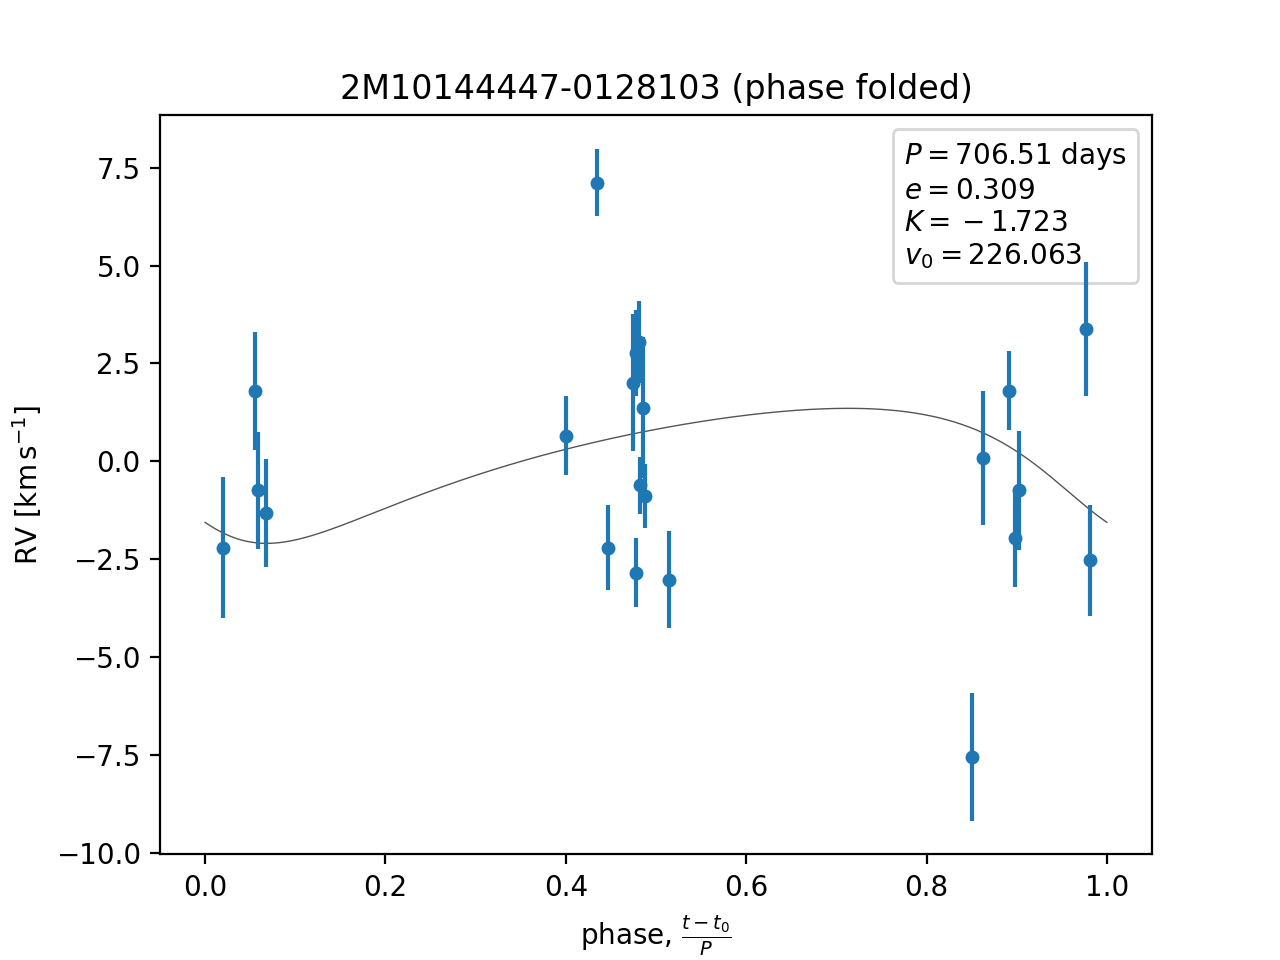 2M10144447-0128103 (phase folded)
P = 706.51 days
e = 0.309
K = −1.723
v₀ = 226.063
RV [km s⁻¹]
7.5
5.0
2.5
0.0
−2.5
−5.0
−7.5
−10.0
0.0 0.2 0.4 0.6 0.8 1.0
phase, (t − t₀)/P